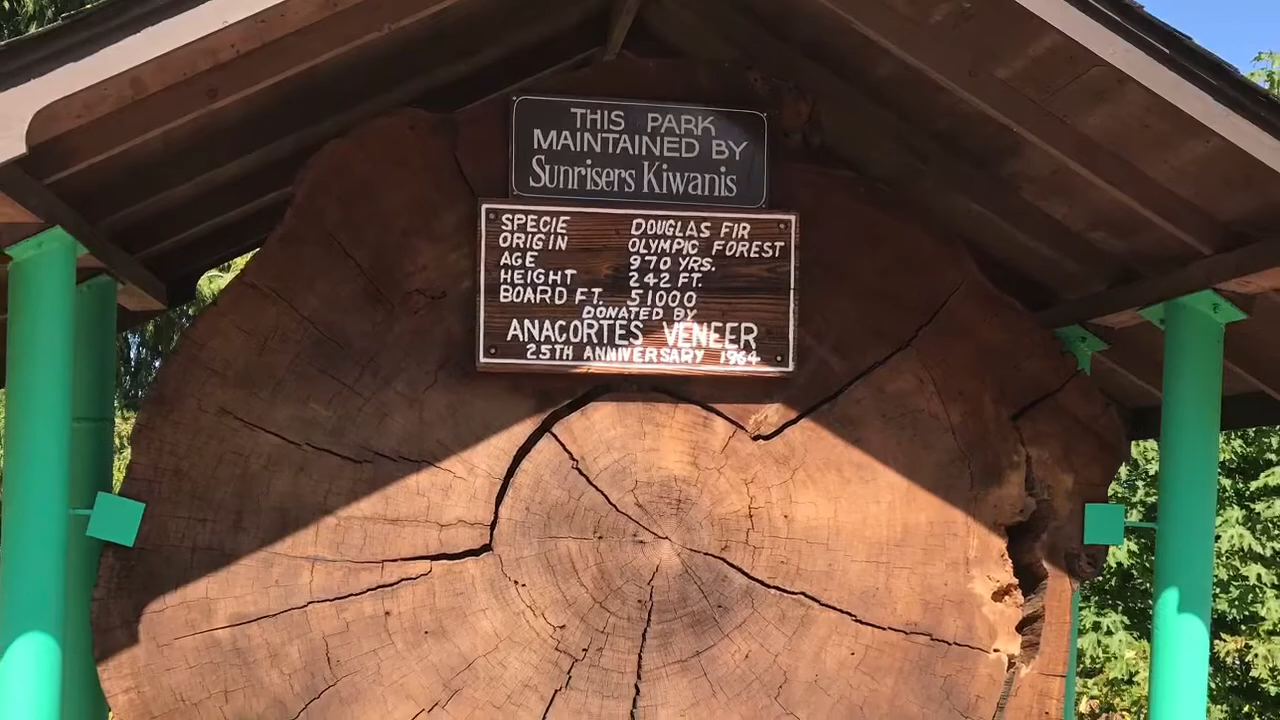 THIS PARK
MAINTAINED BY
Sunrisers Kiwanis
SPECIE DOUGLAS FIR
ORIGIN OLYMPIC FOREST
AGE 970 YRS.
HEIGHT 242 FT.
BOARD FT. 51000
DONATED BY
ANACORTES VENEER
25TH ANNIVERSARY 1964